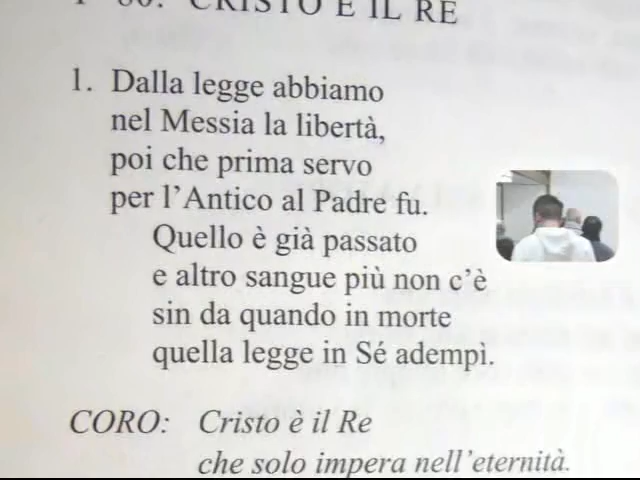 CRISTO È IL RE
1. Dalla legge abbiamo
nel Messia la libertà,
poi che prima servo
per l'Antico al Padre fu.
Quello è già passato
e altro sangue più non c'è
sin da quando in morte
quella legge in Sé adempì.
CORO: Cristo è il Re
che solo impera nell'eternità.